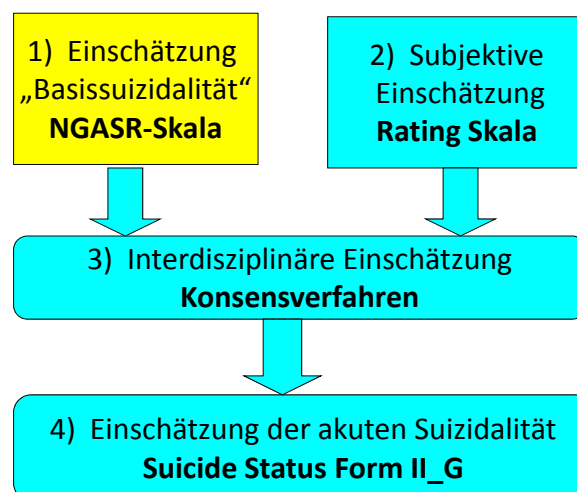 1) Einschätzung
„Basissuizidalität“
NGASR-Skala
2) Subjektive
Einschätzung
Rating Skala
3) Interdisziplinäre Einschätzung
Konsensverfahren
4) Einschätzung der akuten Suizidalität
Suicide Status Form II_G